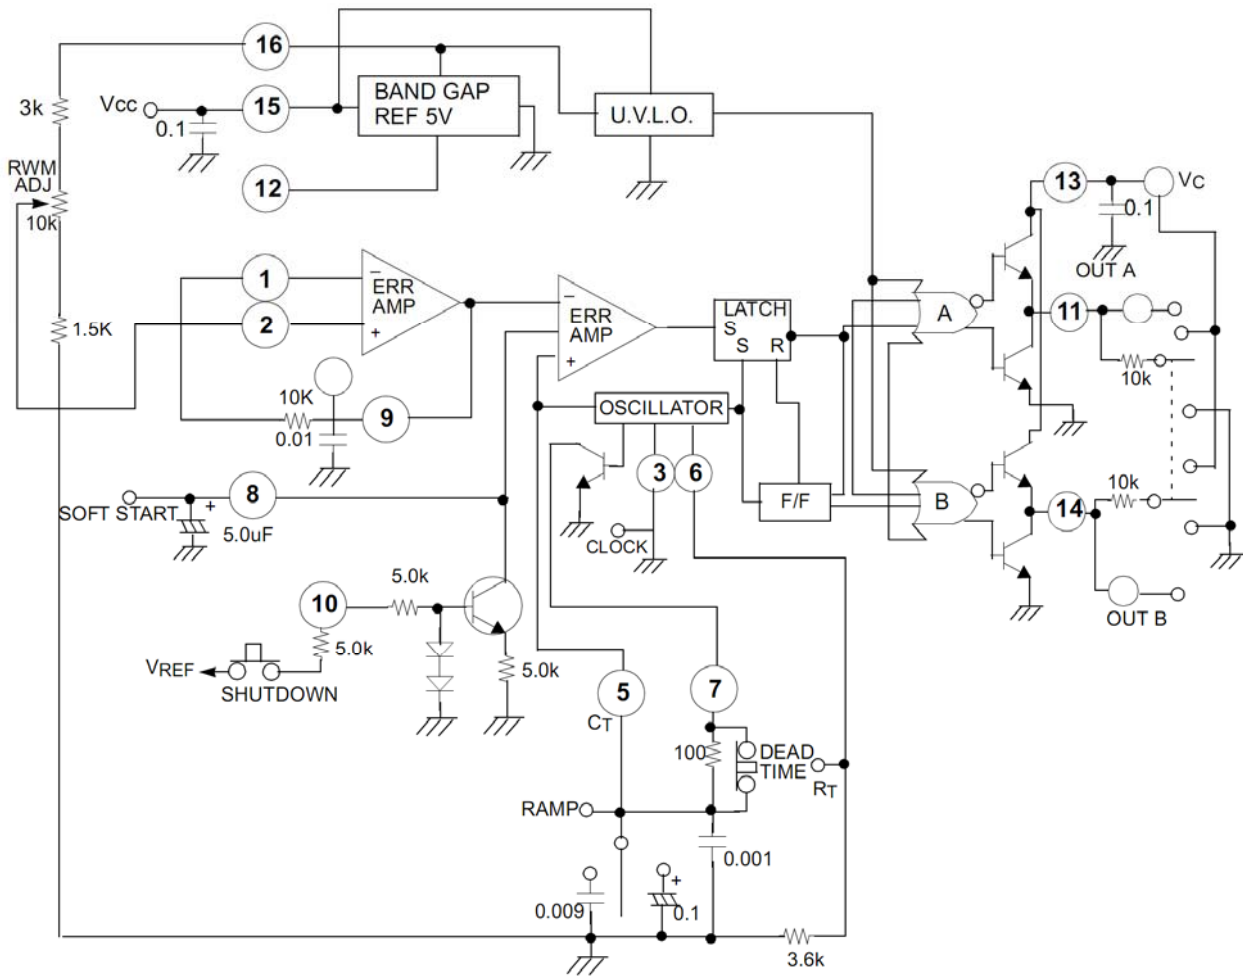 16
3k
Vcc
15
BAND GAP
REF 5V
U.V.L.O.
0.1
RWM
ADJ
12
13
VC
10k
0.1
OUT A
1
−
ERR
AMP
2
+
1.5K
−
ERR
AMP
+
LATCH
S
S R
A
11
10k
10K
0.01
9
OSCILLATOR
3
6
8
+
SOFT START
5.0uF
F/F
B
10k
14
CLOCK
5.0k
10
5.0k
VREF
SHUTDOWN
5.0k
OUT B
5
7
CT
100
DEAD
TIME
RT
RAMP
0.001
+
0.009
0.1
3.6k